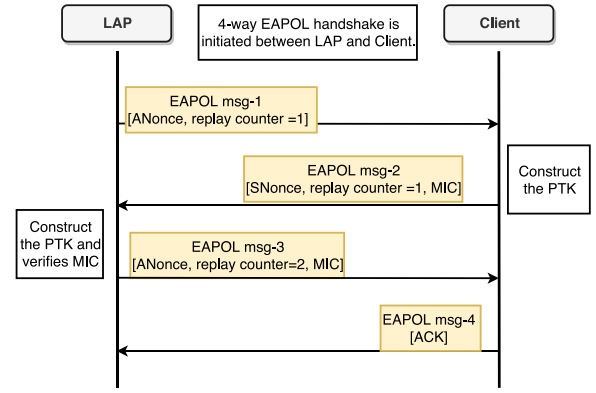 LAP
4-way EAPOL handshake is
initiated between LAP and Client.
Client
EAPOL msg-1
[ANonce, replay counter =1]
EAPOL msg-2
[SNonce, replay counter =1, MIC]
Construct
the PTK
Construct
the PTK and
verifies MIC
EAPOL msg-3
[ANonce, replay counter=2, MIC]
EAPOL msg-4
[ACK]